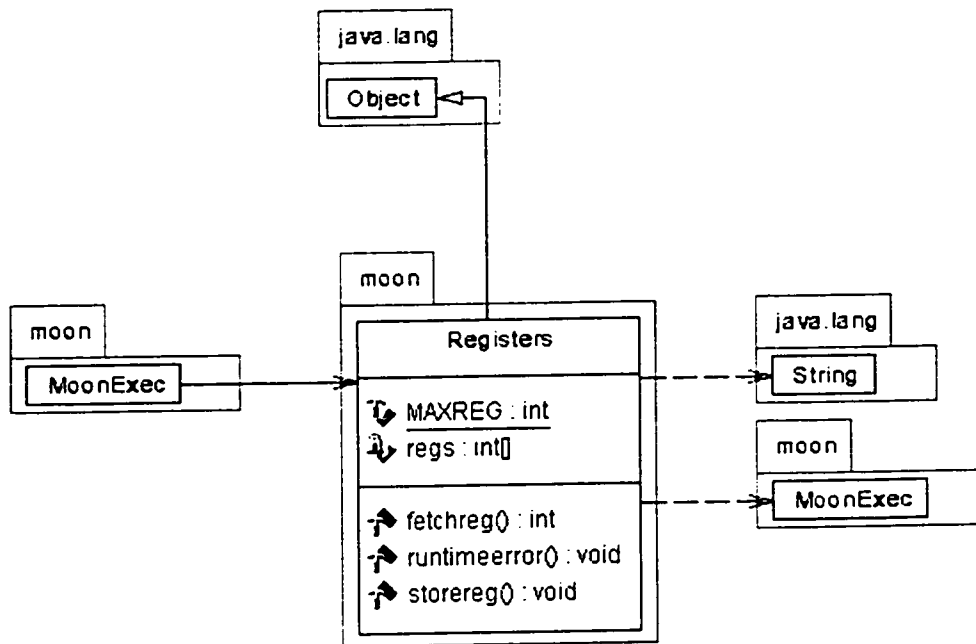 java.lang
Object
moon
Registers
MAXREG : int
regs : int[]
fetchreg() : int
runtimeerror() : void
storereg() : void
moon
MoonExec
java.lang
String
moon
MoonExec